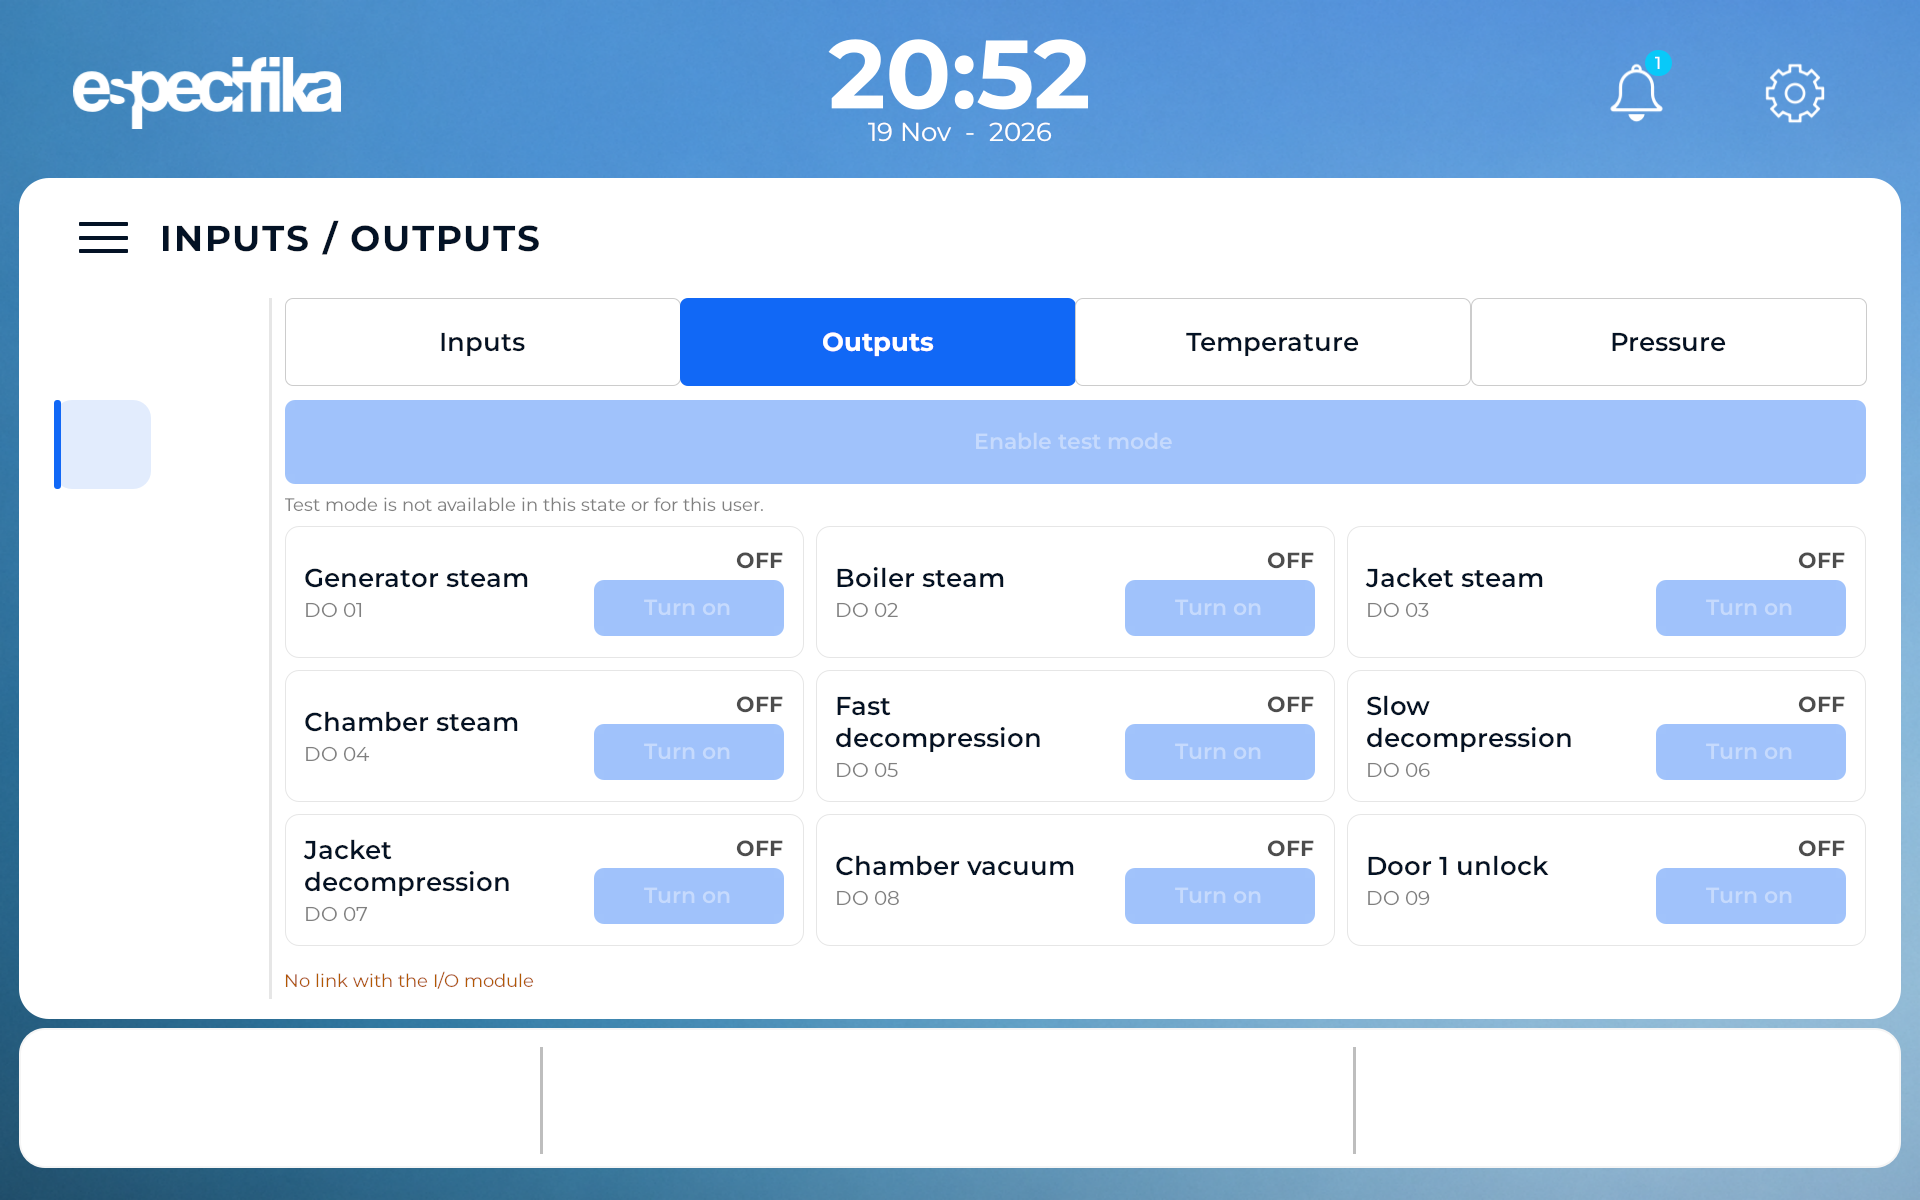 especifika
20:52
19 Nov - 2026
1
INPUTS / OUTPUTS
Inputs
Outputs
Temperature
Pressure
Enable test mode
Test mode is not available in this state or for this user.
Generator steam
DO 01
OFF
Turn on
Boiler steam
DO 02
OFF
Turn on
Jacket steam
DO 03
OFF
Turn on
Chamber steam
DO 04
OFF
Turn on
Fast
decompression
DO 05
OFF
Turn on
Slow
decompression
DO 06
OFF
Turn on
Jacket
decompression
DO 07
OFF
Turn on
Chamber vacuum
DO 08
OFF
Turn on
Door 1 unlock
DO 09
OFF
Turn on
No link with the I/O module